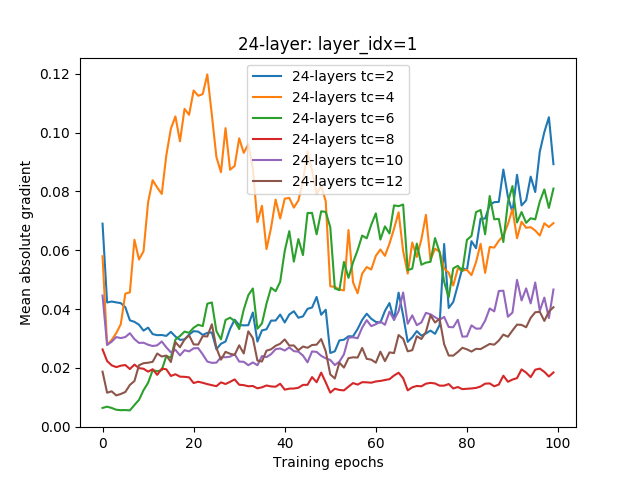 24-layer: layer_idx=1
24-layers tc=2
24-layers tc=4
24-layers tc=6
24-layers tc=8
24-layers tc=10
24-layers tc=12
Mean absolute gradient
0.12
0.10
0.08
0.06
0.04
0.02
0.00
0 20 40 60 80 100
Training epochs